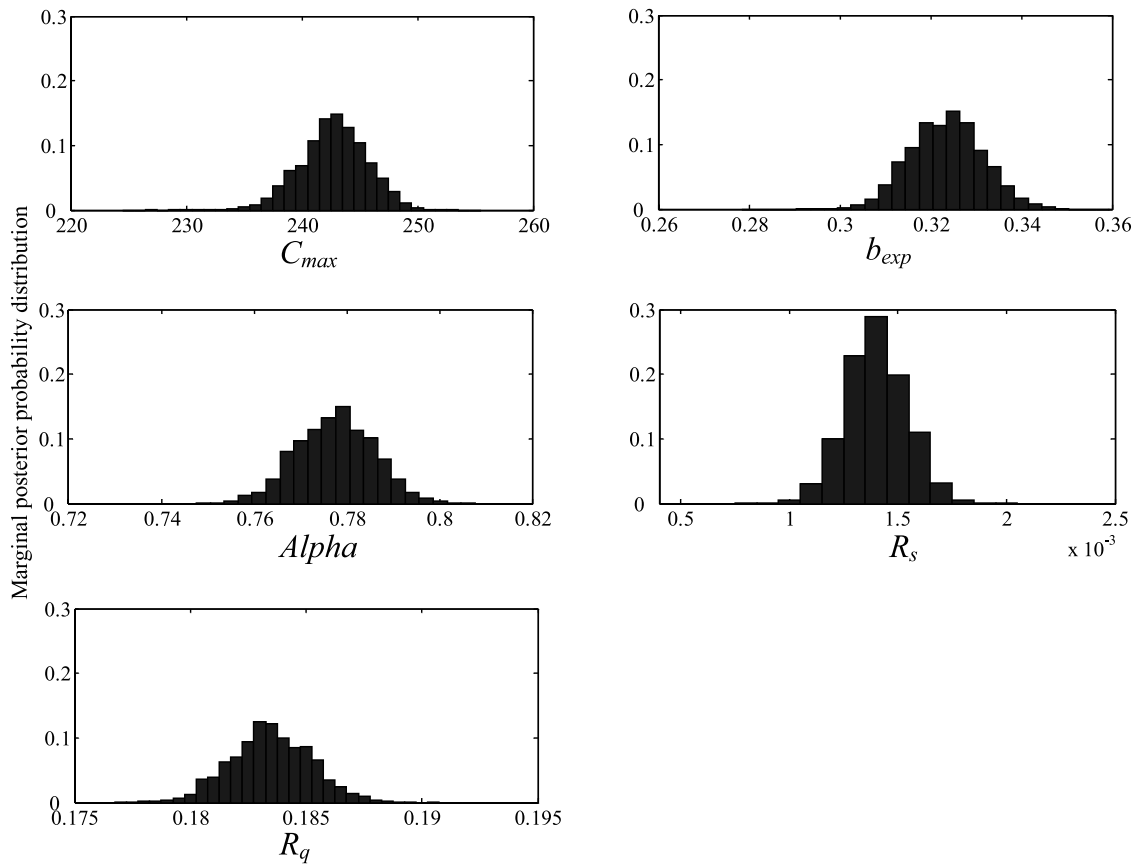 Marginal posterior probability distribution
0.3
0.2
0.1
0
220 230 240 250 260
C_max
0.3
0.2
0.1
0
0.26 0.28 0.3 0.32 0.34 0.36
b_exp
0.3
0.2
0.1
0
0.72 0.74 0.76 0.78 0.8 0.82
Alpha
0.3
0.2
0.1
0
0.5 1 1.5 2 2.5
R_s x 10^-3
0.3
0.2
0.1
0
0.175 0.18 0.185 0.19 0.195
R_q